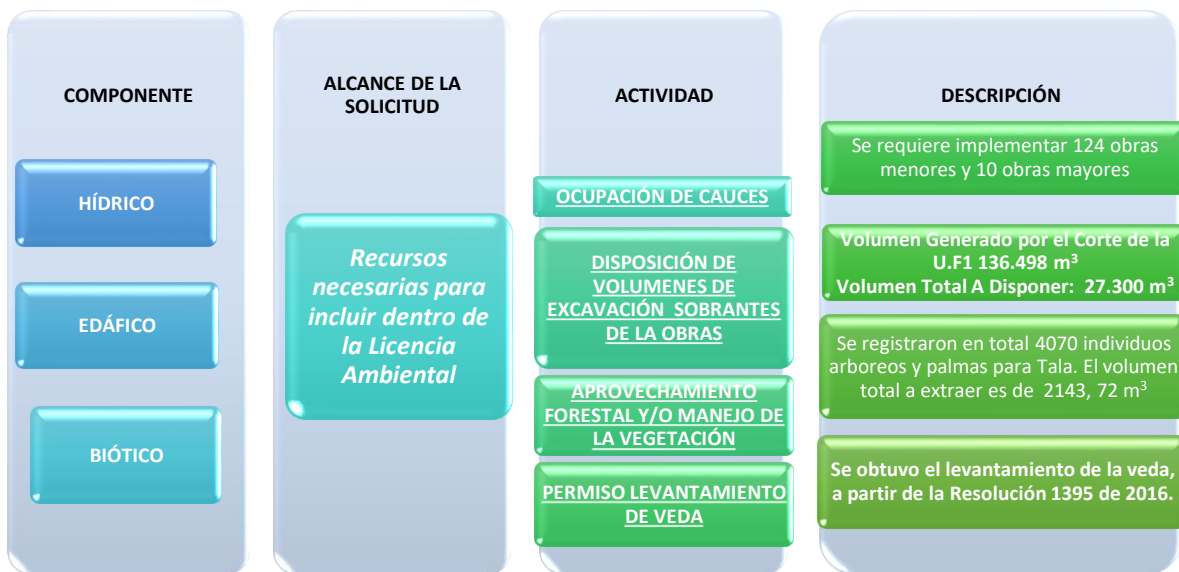 COMPONENTE
HÍDRICO
EDÁFICO
BIÓTICO
ALCANCE DE LA
SOLICITUD
Recursos
necesarias para
incluir dentro de
la Licencia
Ambiental
ACTIVIDAD
OCUPACIÓN DE CAUCES
DISPOSICIÓN DE
VOLUMENES DE
EXCAVACIÓN SOBRANTES
DE LA OBRAS
APROVECHAMIENTO
FORESTAL Y/O MANEJO DE
LA VEGETACIÓN
PERMISO LEVANTAMIENTO
DE VEDA
DESCRIPCIÓN
Se requiere implementar 124 obras
menores y 10 obras mayores
Volumen Generado por el Corte de la
U.F1 136.498 m³
Volumen Total A Disponer: 27.300 m³
Se registraron en total 4070 individuos
arboreos y palmas para Tala. El volumen
total a extraer es de 2143, 72 m³
Se obtuvo el levantamiento de la veda,
a partir de la Resolución 1395 de 2016.